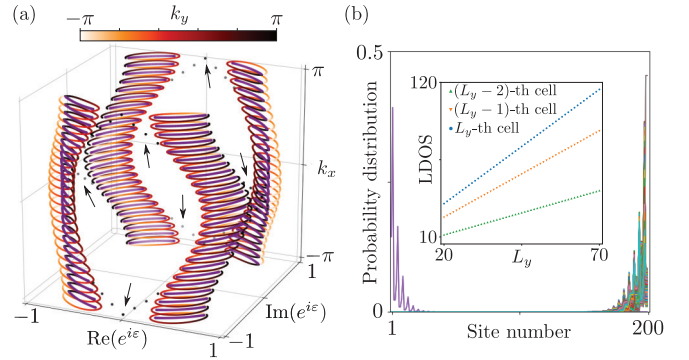 (a)
k_y
−π
π
π
k_x
−π
1
Im(e^{iε})
−1
Re(e^{iε})
1
−1
(b)
0.5
Probability distribution
0
1
Site number
200
120
LDOS
10
20
L_y
70
(L_y − 2)-th cell
(L_y − 1)-th cell
L_y-th cell